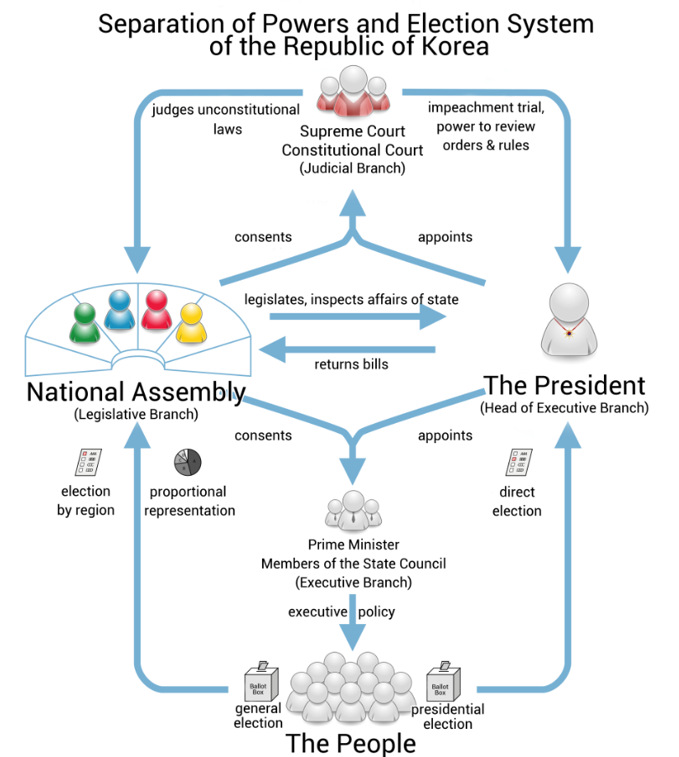 Separation of Powers and Election System
of the Republic of Korea
judges unconstitutional
laws
impeachment trial,
power to review
orders & rules
Supreme Court
Constitutional Court
(Judicial Branch)
consents
appoints
legislates, inspects affairs of state
returns bills
National Assembly
(Legislative Branch)
The President
(Head of Executive Branch)
consents
appoints
election
by region
proportional
representation
direct
election
Prime Minister
Members of the State Council
(Executive Branch)
executive policy
Ballot
Box
general
election
Ballot
Box
presidential
election
The People